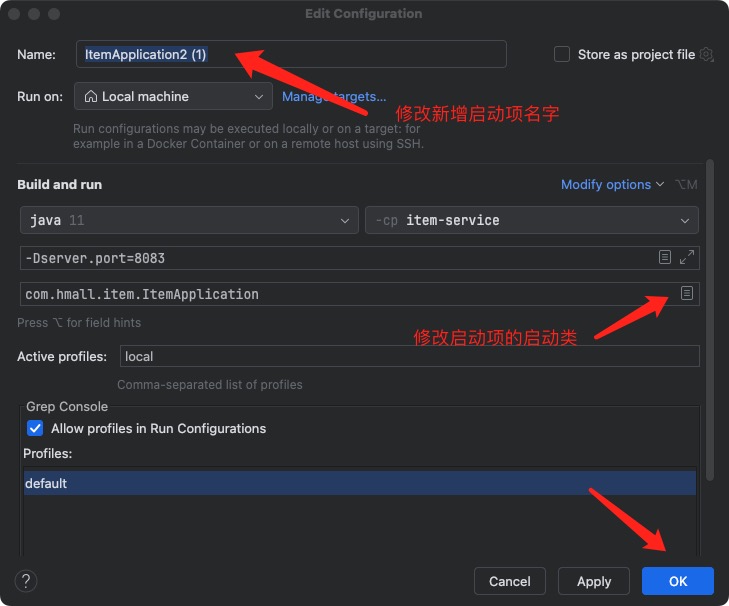 Edit Configuration
Name: ItemApplication2 (1) Store as project file
Run on: Local machine Manage targets...
修改新增启动项名字
Run configurations may be executed locally or on a target: for
example in a Docker Container or on a remote host using SSH.
Build and run Modify options ⌥M
java 11 -cp item-service
-Dserver.port=8083
com.hmall.item.ItemApplication
Press ⌥ for field hints
修改启动项的启动类
Active profiles: local
Comma-separated list of profiles
Grep Console
Allow profiles in Run Configurations
Profiles:
default
? Cancel Apply OK